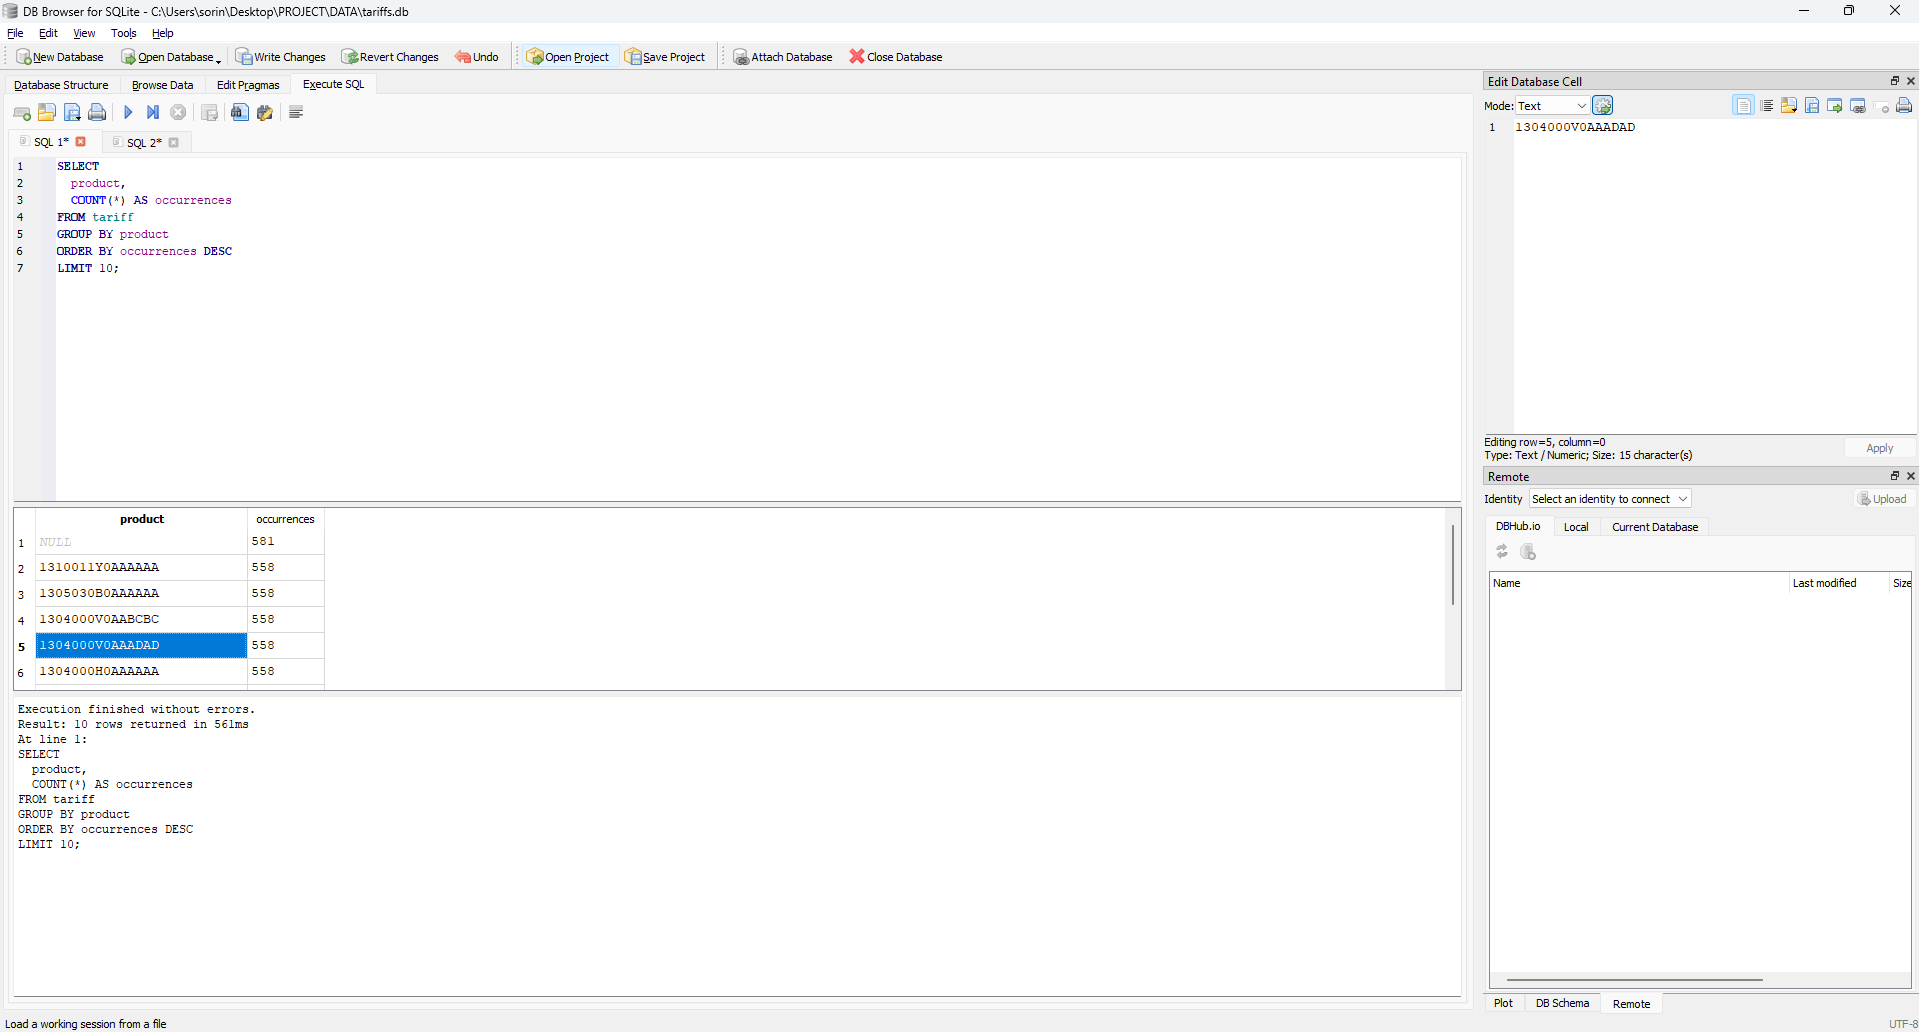 DB Browser for SQLite - C:\Users\sorin\Desktop\PROJECT\DATA\tariffs.db
File Edit View Tools Help
New Database Open Database Write Changes Revert Changes Undo Open Project Save Project Attach Database Close Database
Database Structure Browse Data Edit Pragmas Execute SQL
SQL 1* SQL 2*
1 SELECT
2 product,
3 COUNT(*) AS occurrences
4 FROM tariff
5 GROUP BY product
6 ORDER BY occurrences DESC
7 LIMIT 10;
product occurrences
1 NULL 581
2 1310011Y0AAAAAA 558
3 1305030B0AAAAAA 558
4 1304000V0AABCBC 558
5 1304000V0AAADAD 558
6 1304000H0AAAAAA 558
Execution finished without errors.
Result: 10 rows returned in 561ms
At line 1:
SELECT
product,
COUNT(*) AS occurrences
FROM tariff
GROUP BY product
ORDER BY occurrences DESC
LIMIT 10;
Edit Database Cell
Mode: Text
1 1304000V0AAADAD
Editing row=5, column=0
Type: Text / Numeric; Size: 15 character(s)
Apply
Remote
Identity Select an identity to connect Upload
DBHub.io Local Current Database
Name Last modified Size
Plot DB Schema Remote
Load a working session from a file
UTF-8